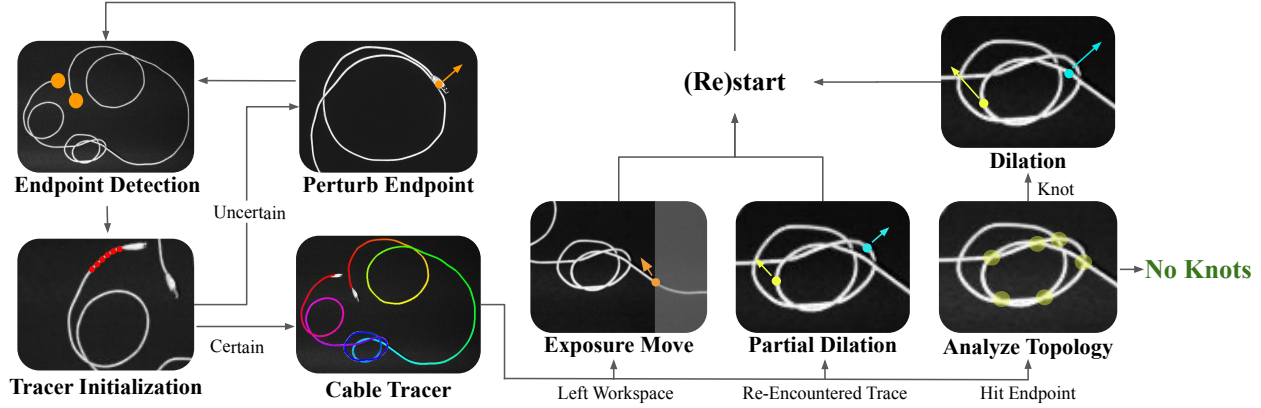 (Re)start
Endpoint Detection
Perturb Endpoint
Dilation
Knot
Uncertain
Certain
No Knots
Tracer Initialization
Cable Tracer
Exposure Move
Partial Dilation
Analyze Topology
Left Workspace
Re-Encountered Trace
Hit Endpoint